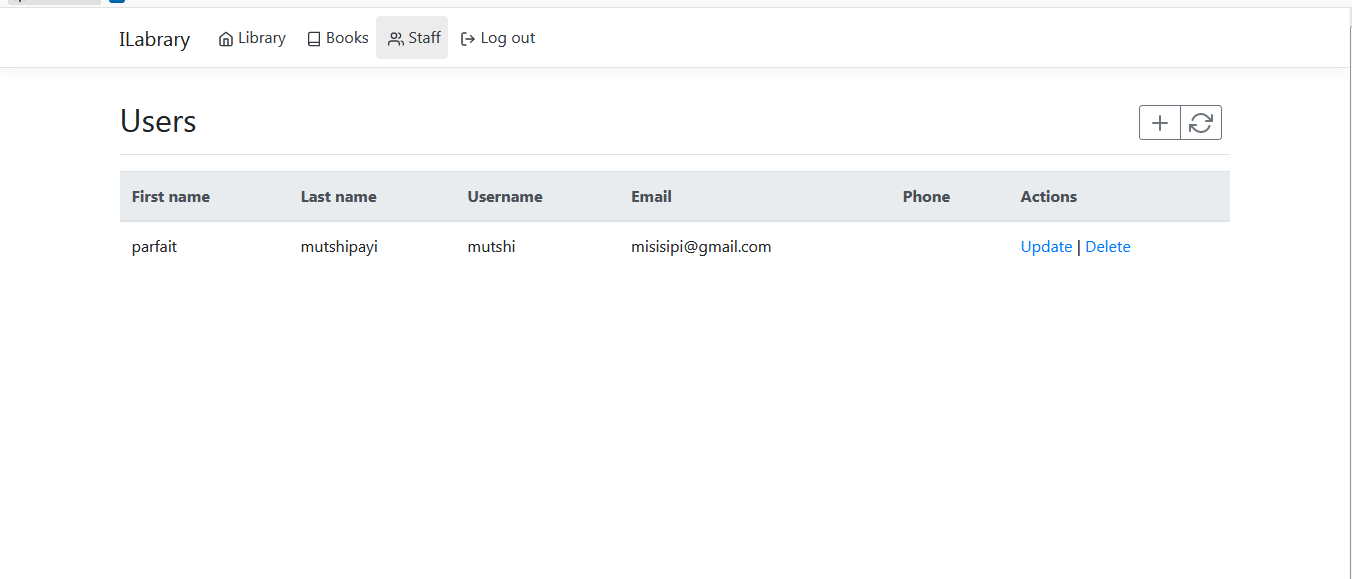 ILabrary Library Books Staff Log out
Users
First name Last name Username Email Phone Actions
parfait mutshipayi mutshi misisipi@gmail.com Update | Delete